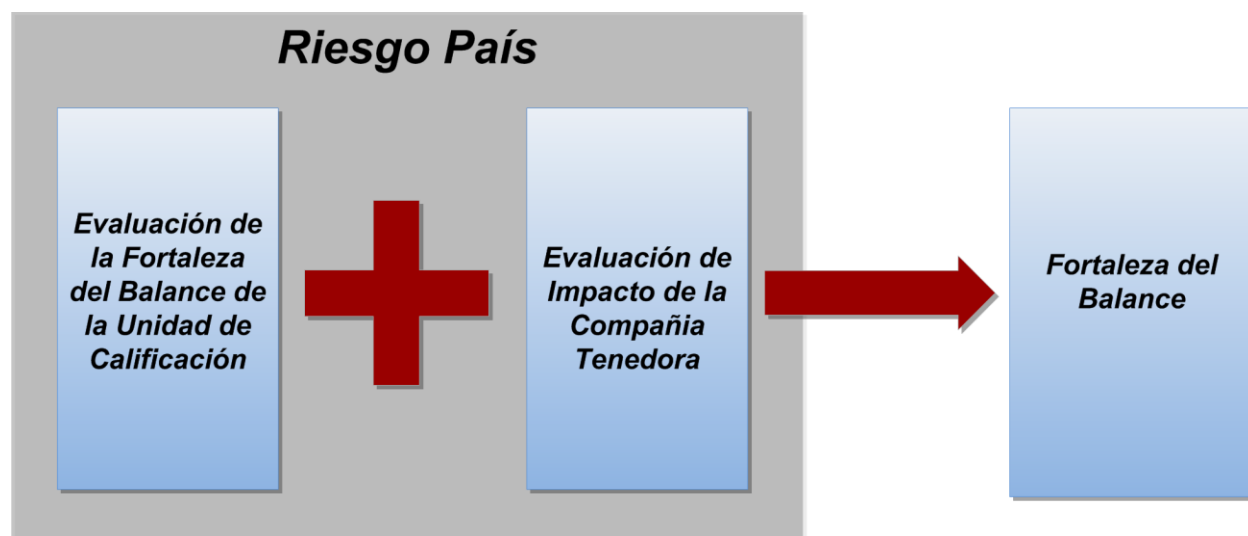 Riesgo País
Evaluación de
la Fortaleza
del Balance de
la Unidad de
Calificación
Evaluación de
Impacto de la
Compañia
Tenedora
Fortaleza del
Balance